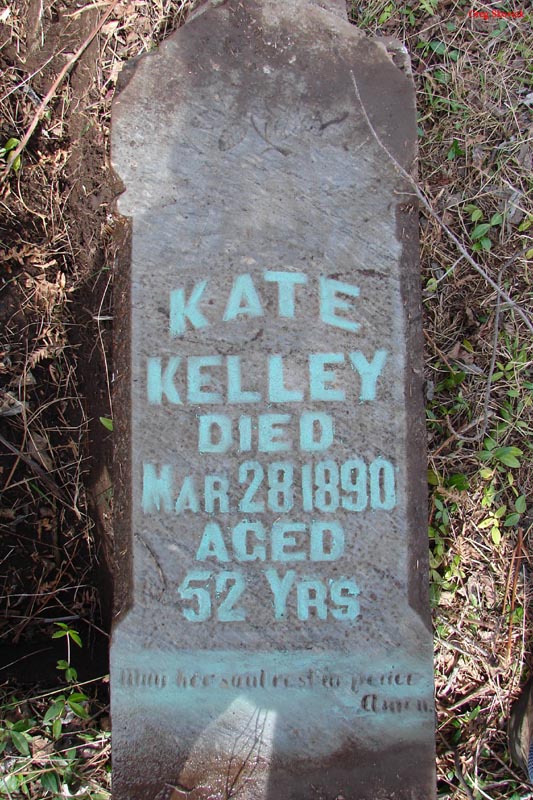 KATE
KELLEY
DIED
MAR 28 1890
AGED
52 YRS
May her soul rest in peace
Amen.